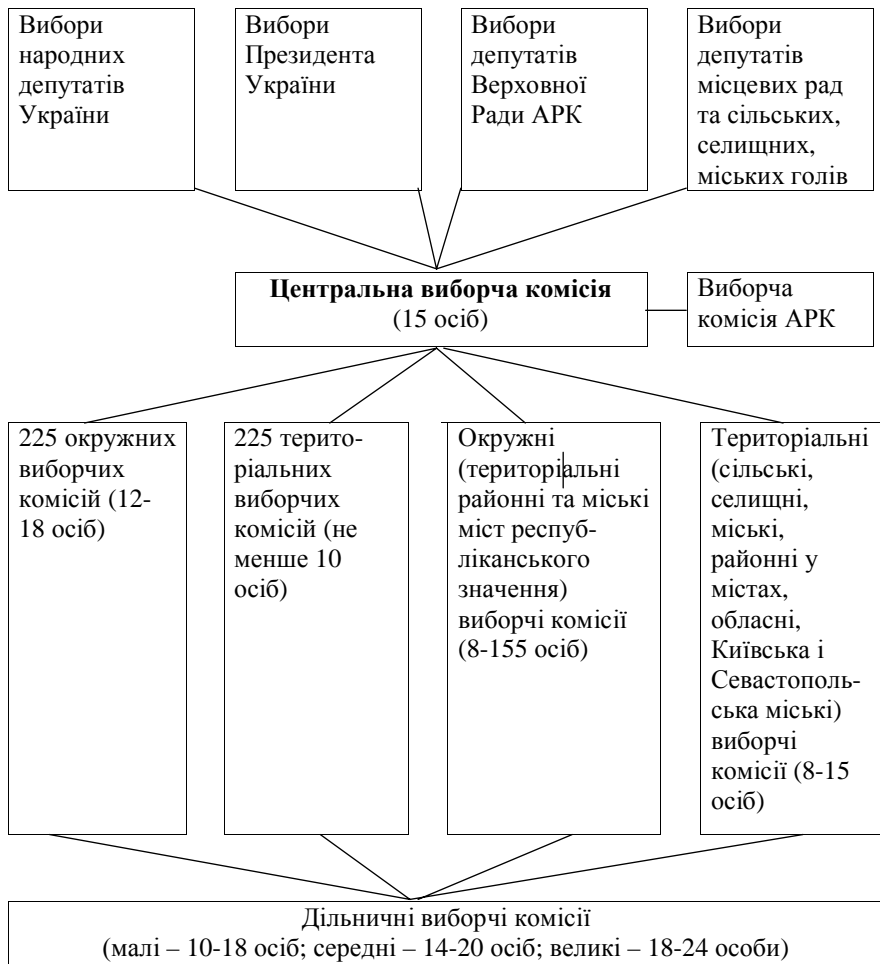 Вибори
народних
депутатів
України
Вибори
Президента
України
Вибори
депутатів
Верховної
Ради АРК
Вибори
депутатів
місцевих рад
та сільських,
селищних,
міських голів
Центральна виборча комісія
(15 осіб)
Виборча
комісія АРК
225 окружних
виборчих
комісій (12-
18 осіб)
225 терито-
ріальних
виборчих
комісій (не
менше 10
осіб)
Окружні
(територіальні
районні та міські
міст респуб-
ліканського
значення)
виборчі комісії
(8-155 осіб)
Територіальні
(сільські,
селищні,
міські,
районні у
містах,
обласні,
Київська і
Севастополь-
ська міські)
виборчі
комісії (8-15
осіб)
Дільничні виборчі комісії
(малі – 10-18 осіб; середні – 14-20 осіб; великі – 18-24 особи)